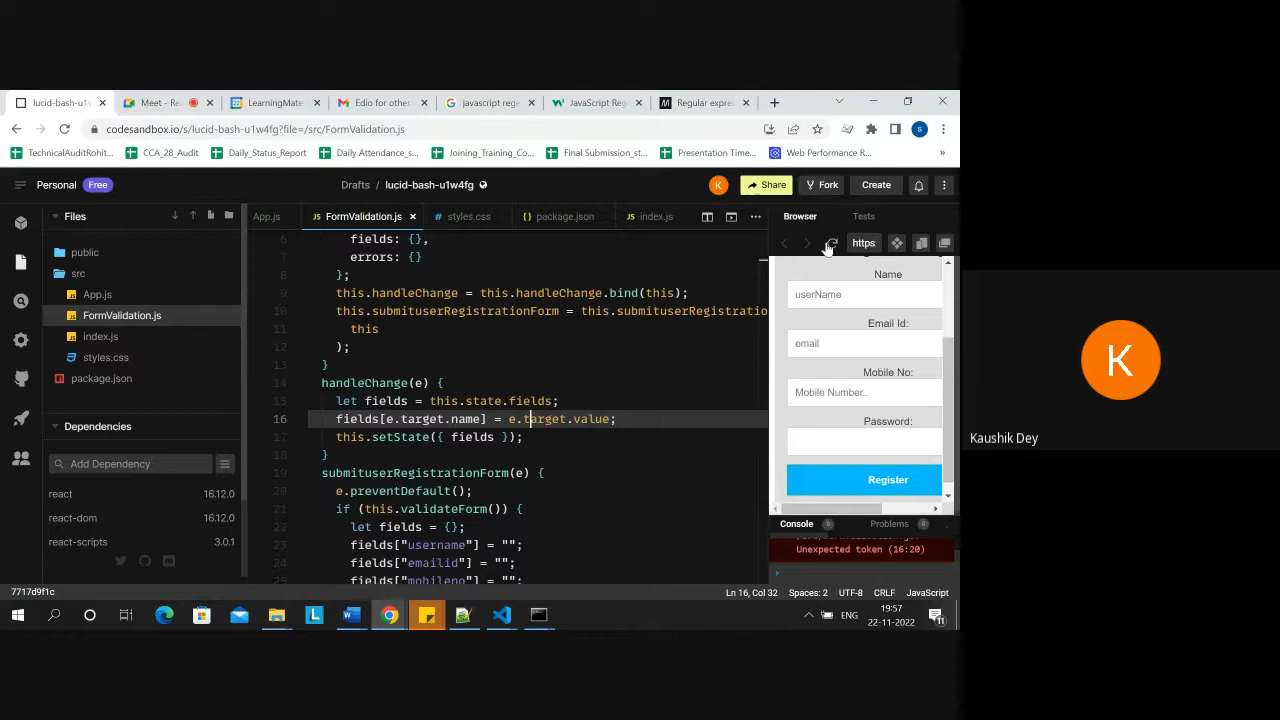 lucid-bash-u1w
Meet - Re
LearningMate
Edio for other
javascript rege
JavaScript Reg
Regular expre
codesandbox.io/s/lucid-bash-u1w4fg?file=/src/FormValidation.js
TechnicalAuditRohit...
CCA_28_Audit
Daily_Status_Report
Daily Attendance_s...
Joining_Training_Co...
Final Submission_st...
Presentation Time...
Web Performance R...
»
Personal Free
Drafts / lucid-bash-u1w4fg
K
Share
Fork
Create
Files
App.js
FormValidation.js
styles.css
package.json
index.js
Browser
Tests
https:
public
src
App.js
FormValidation.js
index.js
styles.css
package.json
Dependencies
Add Dependency
react 16.12.0
react-dom 16.12.0
react-scripts 3.0.1
6 fields: {},
7 errors: {}
8 };
9 this.handleChange = this.handleChange.bind(this);
10 this.submituserRegistrationForm = this.submituserRegistratio
11 this
12 );
13 }
14 handleChange(e) {
15 let fields = this.state.fields;
16 fields[e.target.name] = e.target.value;
17 this.setState({ fields });
18 }
19 submituserRegistrationForm(e) {
20 e.preventDefault();
21 if (this.validateForm()) {
22 let fields = {};
23 fields["username"] = "";
24 fields["emailid"] = "";
25 fields["mobileno"] = "";
Name
userName
Email Id:
email
Mobile No:
Mobile Number..
Password:
Register
Console 0
Problems 0
Unexpected token (16:20)
7717d9f1c
Ln 16, Col 32
Spaces: 2
UTF-8
CRLF
JavaScript
ENG
19:57
22-11-2022
11
K
Kaushik Dey